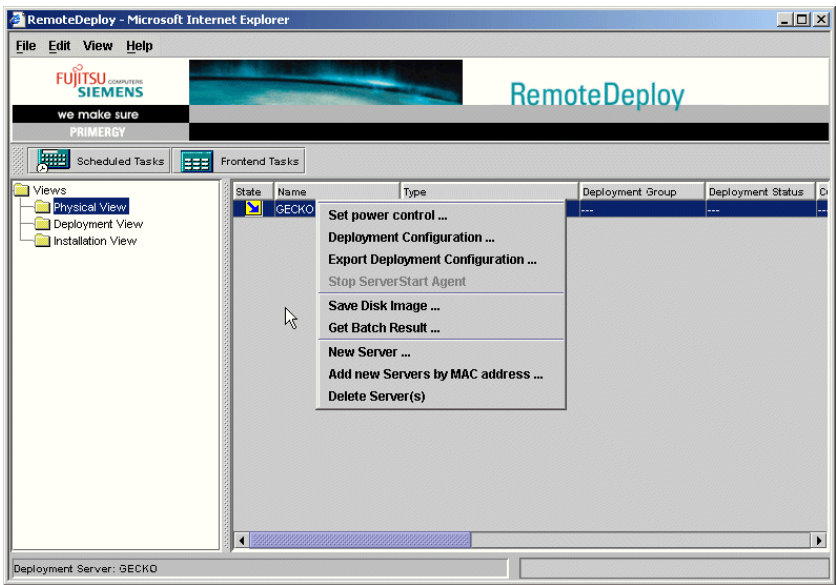 RemoteDeploy - Microsoft Internet Explorer
File Edit View Help
FUJITSU COMPUTERS
SIEMENS
we make sure
PRIMERGY
RemoteDeploy
Scheduled Tasks Frontend Tasks
Views
Physical View
Deployment View
Installation View
State Name Type Deployment Group Deployment Status
GECKO --- --- ---
Set power control ...
Deployment Configuration ...
Export Deployment Configuration ...
Stop ServerStart Agent
Save Disk Image ...
Get Batch Result ...
New Server ...
Add new Servers by MAC address ...
Delete Server(s)
Deployment Server: GECKO